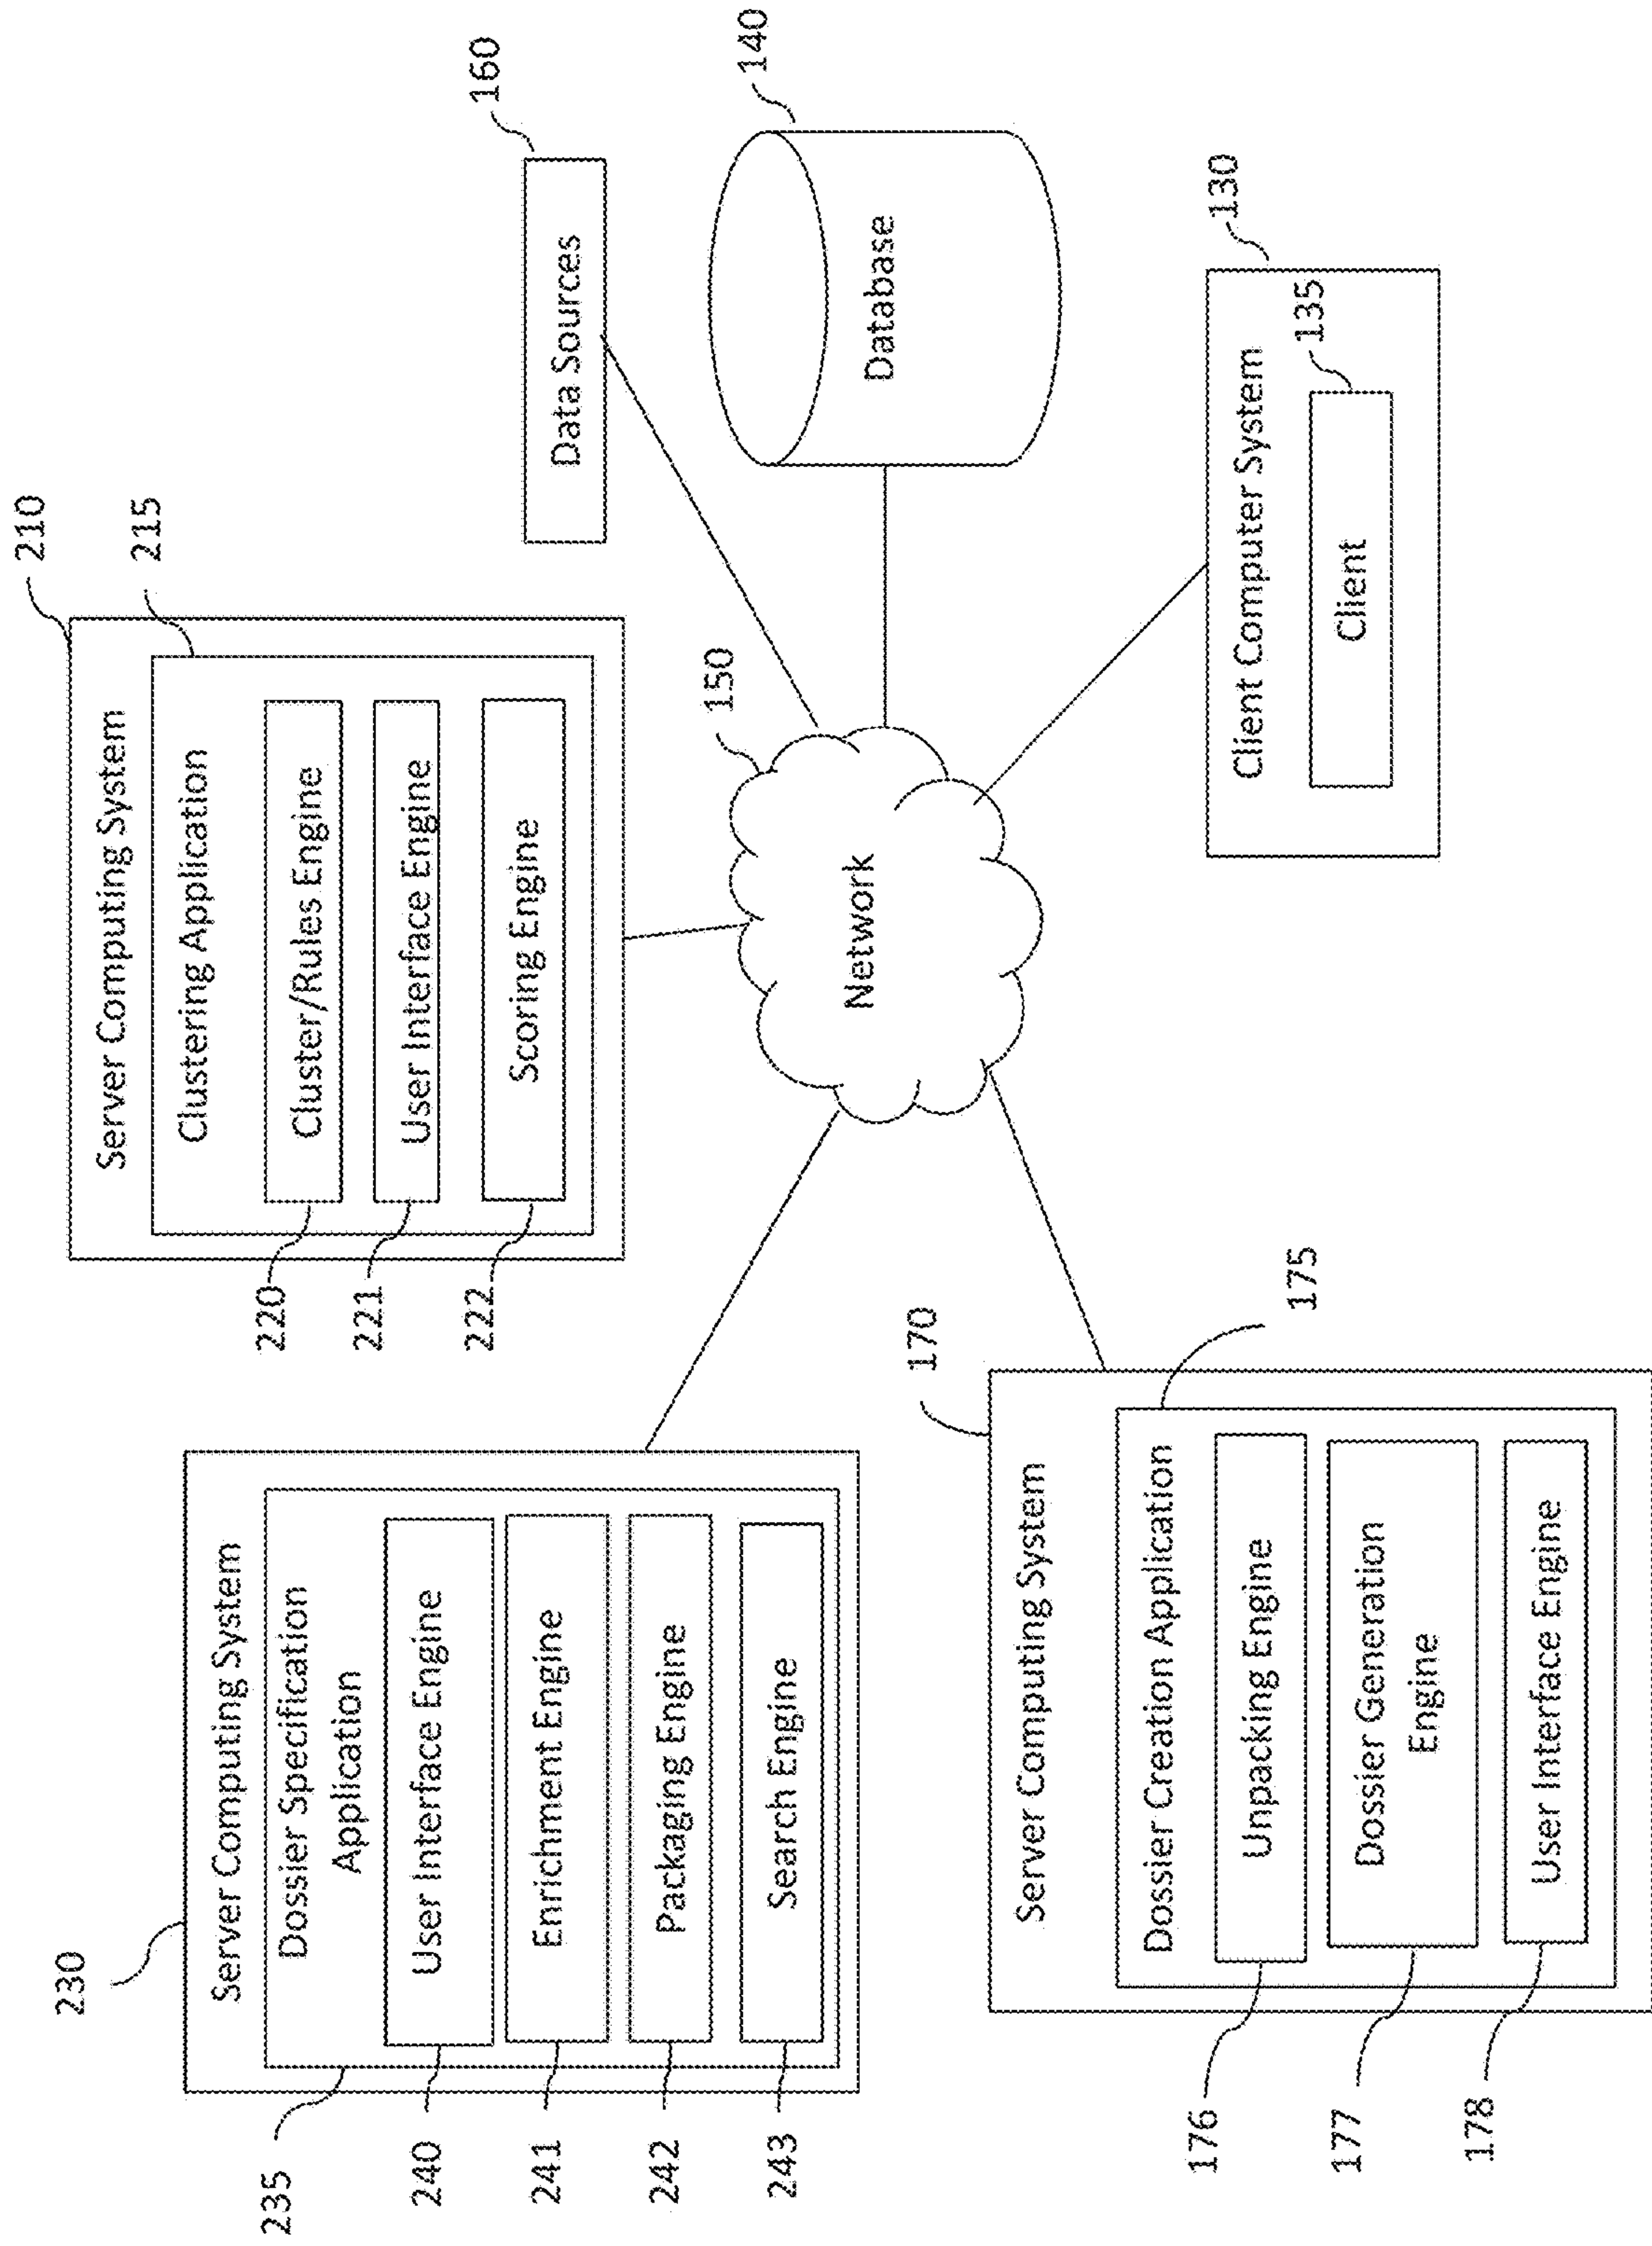 230
Server Computing System
235
Dossier Specification
Application
240
User Interface Engine
241
Enrichment Engine
242
Packaging Engine
243
Search Engine
210
Server Computing System
215
Clustering Application
220
Cluster/Rules Engine
221
User Interface Engine
222
Scoring Engine
160
Data Sources
140
Database
150
Network
170
Server Computing System
175
Dossier Creation Application
176
Unpacking Engine
177
Dossier Generation
Engine
178
User Interface Engine
130
Client Computer System
135
Client